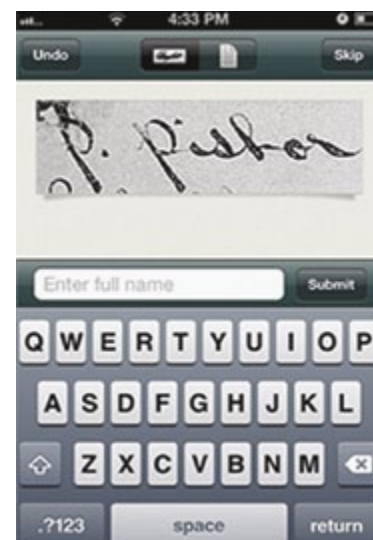 4:33 PM
Undo Skip
P.
Enter full name Submit
Q W E R T Y U I O P
A S D F G H J K L
Z X C V B N M
.?123 space return